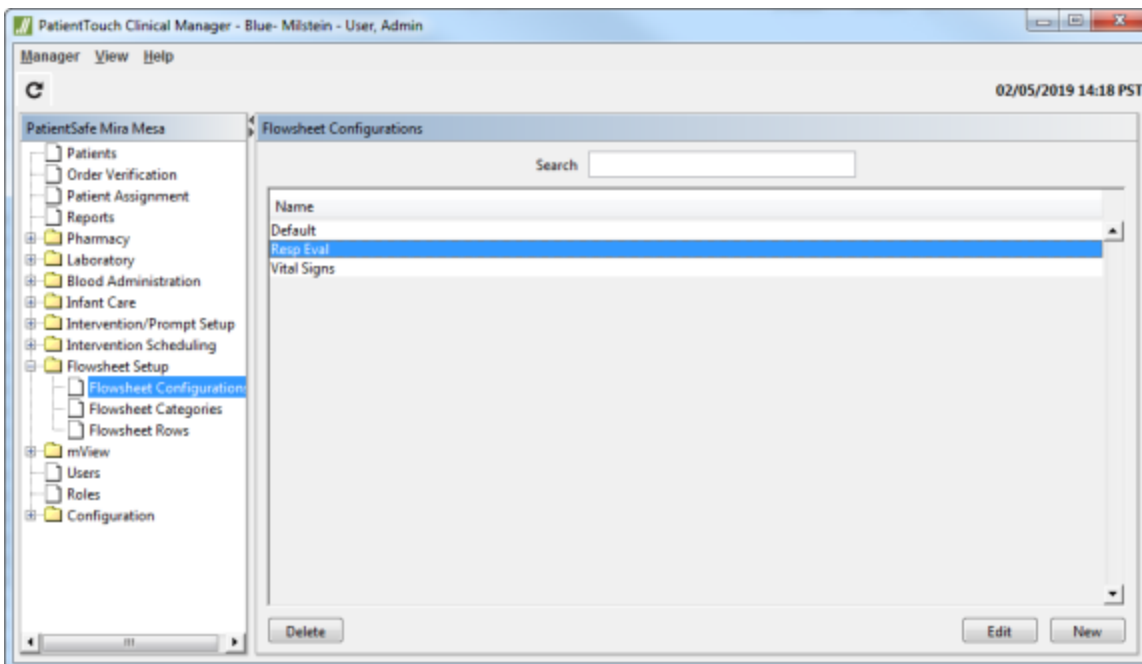 PatientTouch Clinical Manager - Blue- Milstein - User, Admin
Manager View Help
02/05/2019 14:18 PST
PatientSafe Mira Mesa
Patients
Order Verification
Patient Assignment
Reports
Pharmacy
Laboratory
Blood Administration
Infant Care
Intervention/Prompt Setup
Intervention Scheduling
Flowsheet Setup
Flowsheet Configurations
Flowsheet Categories
Flowsheet Rows
mView
Users
Roles
Configuration
Flowsheet Configurations
Search
Name
Default
Resp Eval
Vital Signs
Delete
Edit
New